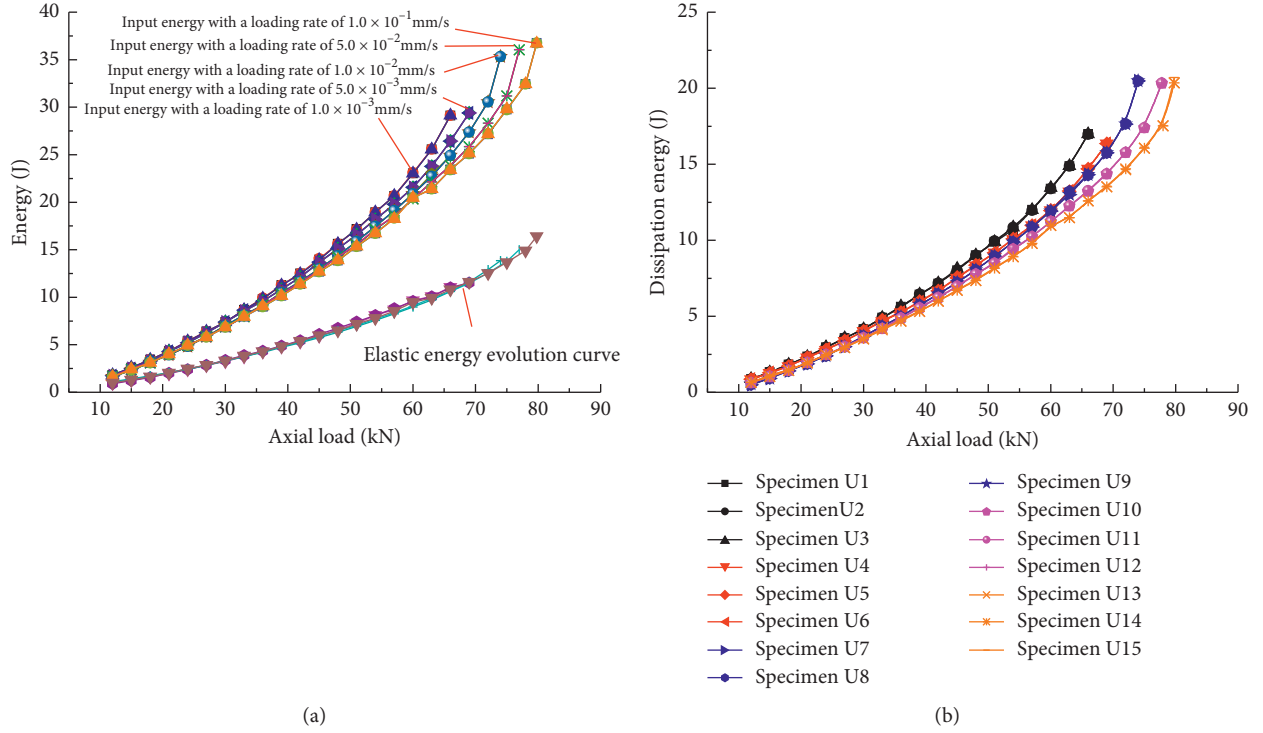 Input energy with a loading rate of 1.0 × 10⁻¹mm/s
Input energy with a loading rate of 5.0 × 10⁻²mm/s
Input energy with a loading rate of 1.0 × 10⁻²mm/s
Input energy with a loading rate of 5.0 × 10⁻³mm/s
Input energy with a loading rate of 1.0 × 10⁻³mm/s
Elastic energy evolution curve
Energy (J)
40
35
30
25
20
15
10
5
0
10 20 30 40 50 60 70 80 90
Axial load (kN)
(a)
Dissipation energy (J)
25
20
15
10
5
0
10 20 30 40 50 60 70 80 90
Axial load (kN)
Specimen U1
SpecimenU2
Specimen U3
Specimen U4
Specimen U5
Specimen U6
Specimen U7
Specimen U8
Specimen U9
Specimen U10
Specimen U11
Specimen U12
Specimen U13
Specimen U14
Specimen U15
(b)